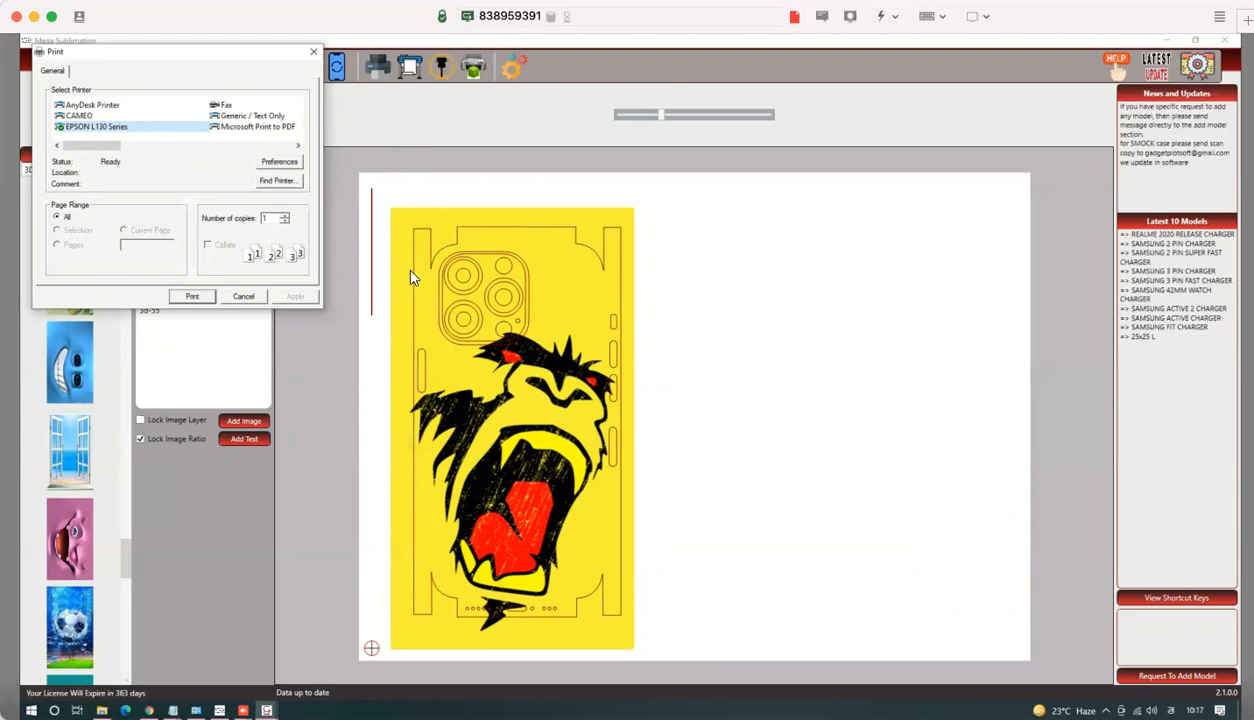 838959391
Mega Sublimation
Print
General
Select Printer
AnyDesk Printer
Fax
CAMEO
Generic / Text Only
EPSON L130 Series
Microsoft Print to PDF
Status:
Ready
Preferences
Location:
Comment:
Find Printer...
Page Range
All
Selection
Current Page
Pages
Number of copies:
1
Collate
1 1 2 2 3 3
Print
Cancel
Apply
3d-55
Lock Image Layer
Add Image
Lock Image Ratio
Add Text
HELP
LATEST
UPDATE
News and Updates
If you have specific request to add
any model, then please send
message directly to the add model
section.
for SMOCK case please send scan
copy to gadgetplotsoft@gmail.com
we update in software
Latest 10 Models
=> REALME 2020 RELEASE CHARGER
=> SAMSUNG 2 PIN CHARGER
=> SAMSUNG 2 PIN SUPER FAST
CHARGER
=> SAMSUNG 3 PIN CHARGER
=> SAMSUNG 3 PIN FAST CHARGER
=> SAMSUNG 42MM WATCH
CHARGER
=> SAMSUNG ACTIVE 2 CHARGER
=> SAMSUNG ACTIVE CHARGER
=> SAMSUNG FIT CHARGER
=> 25x25 L
View Shortcut Keys
Request To Add Model
Your License Will Expire in 363 days
Data up to date
2.1.0.0
23°C Haze
10:17